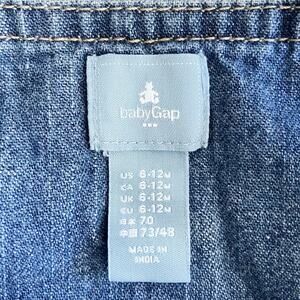 babyGap
US 6-12M
CA 6-12M
UK 6-12M
EU 6-12M
日本 70
中国 73/48
MADE IN
INDIA